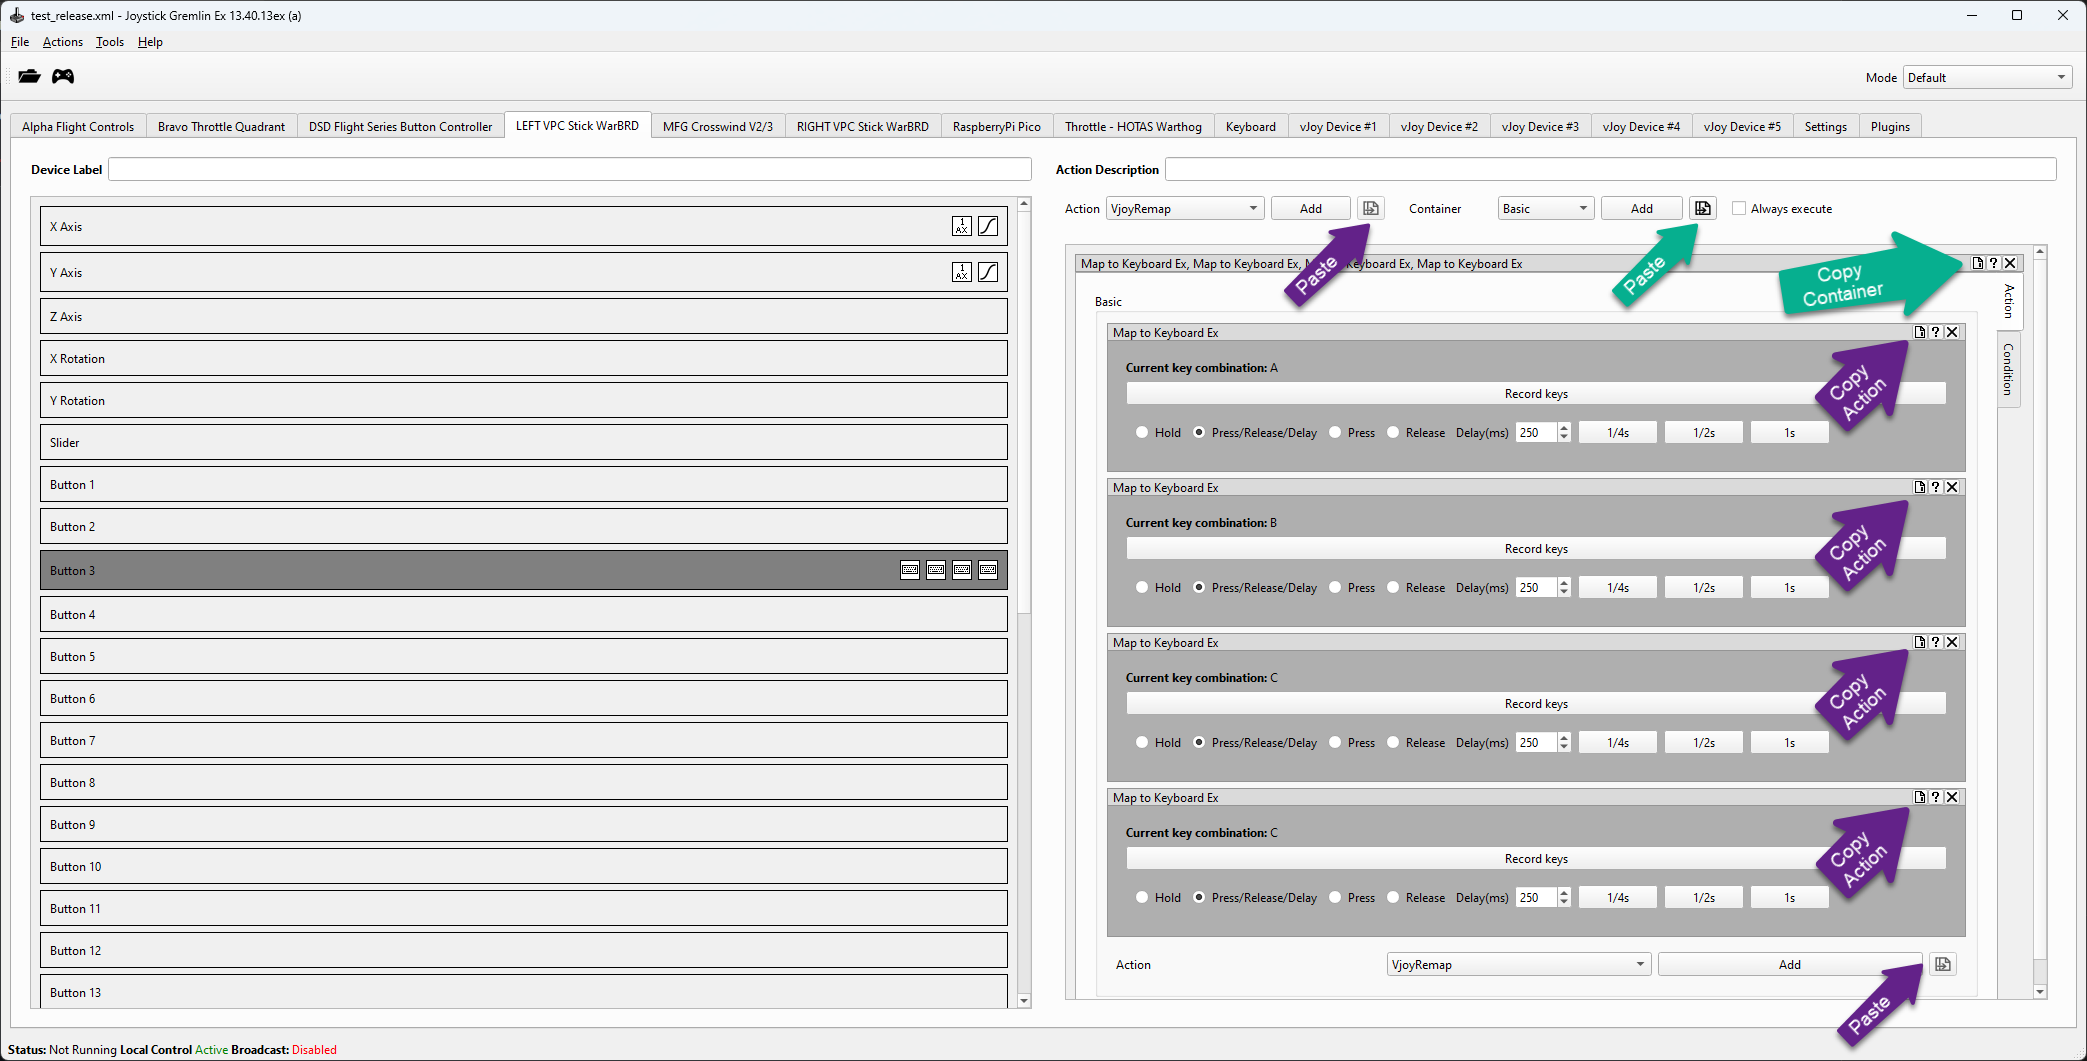 test_release.xml - Joystick Gremlin Ex 13.40.13ex (a)
File Actions Tools Help
Mode Default
Alpha Flight Controls Bravo Throttle Quadrant DSD Flight Series Button Controller LEFT VPC Stick WarBRD MFG Crosswind V2/3 RIGHT VPC Stick WarBRD RaspberryPi Pico Throttle - HOTAS Warthog Keyboard vJoy Device #1 vJoy Device #2 vJoy Device #3 vJoy Device #4 vJoy Device #5 Settings Plugins
Device Label
X Axis
1
AX
Y Axis
1
AX
Z Axis
X Rotation
Y Rotation
Slider
Button 1
Button 2
Button 3
Button 4
Button 5
Button 6
Button 7
Button 8
Button 9
Button 10
Button 11
Button 12
Button 13
Action Description
Action VjoyRemap Add Container Basic Add Always execute
Paste
Paste
Copy
Container
Map to Keyboard Ex, Map to Keyboard Ex, M Keyboard Ex, Map to Keyboard Ex ?
Action
Condition
Basic
Map to Keyboard Ex ?
Current key combination: A
Record keys
Copy
Action
Hold Press/Release/Delay Press Release Delay(ms) 250 1/4s 1/2s 1s
Map to Keyboard Ex ?
Current key combination: B
Record keys
Copy
Action
Hold Press/Release/Delay Press Release Delay(ms) 250 1/4s 1/2s 1s
Map to Keyboard Ex ?
Current key combination: C
Record keys
Copy
Action
Hold Press/Release/Delay Press Release Delay(ms) 250 1/4s 1/2s 1s
Map to Keyboard Ex ?
Current key combination: C
Record keys
Copy
Action
Hold Press/Release/Delay Press Release Delay(ms) 250 1/4s 1/2s 1s
Action VjoyRemap Add
Paste
Status: Not Running Local Control Active Broadcast: Disabled